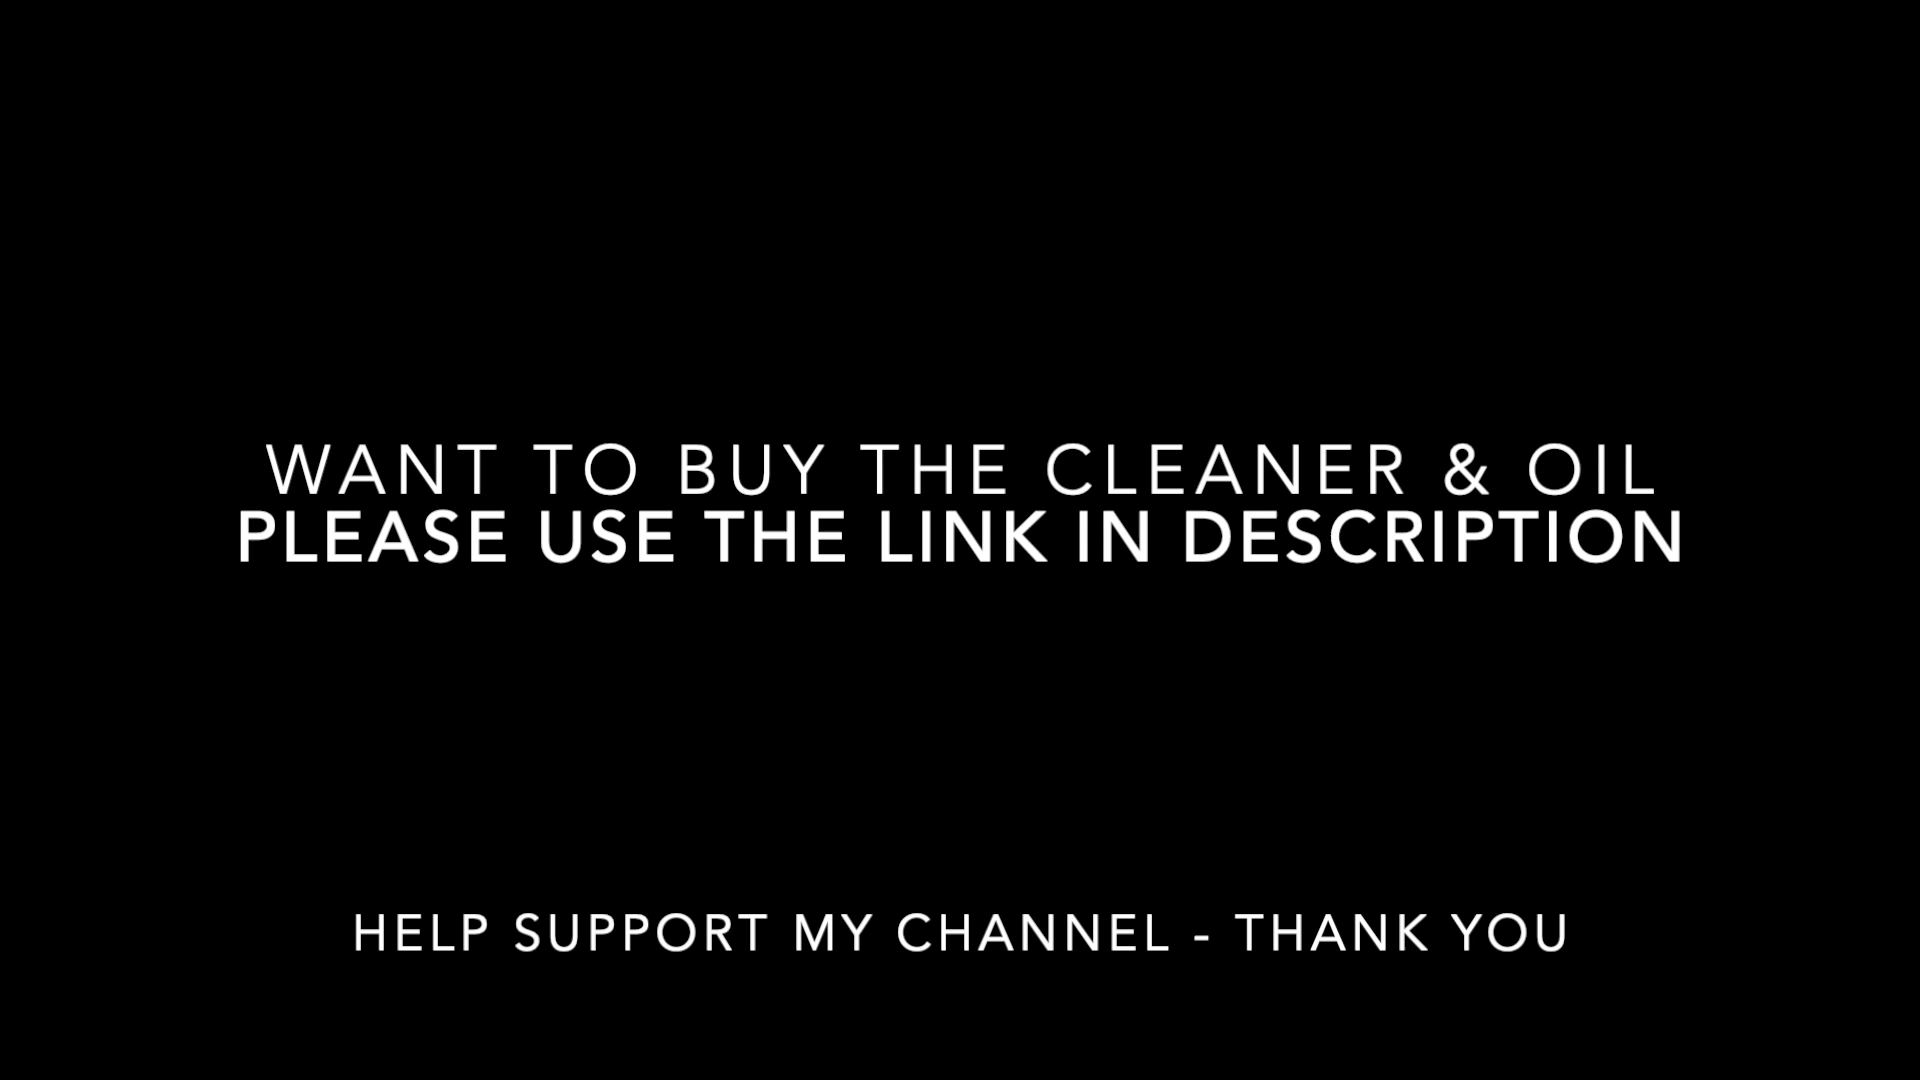 WANT TO BUY THE CLEANER & OIL
PLEASE USE THE LINK IN DESCRIPTION
HELP SUPPORT MY CHANNEL - THANK YOU